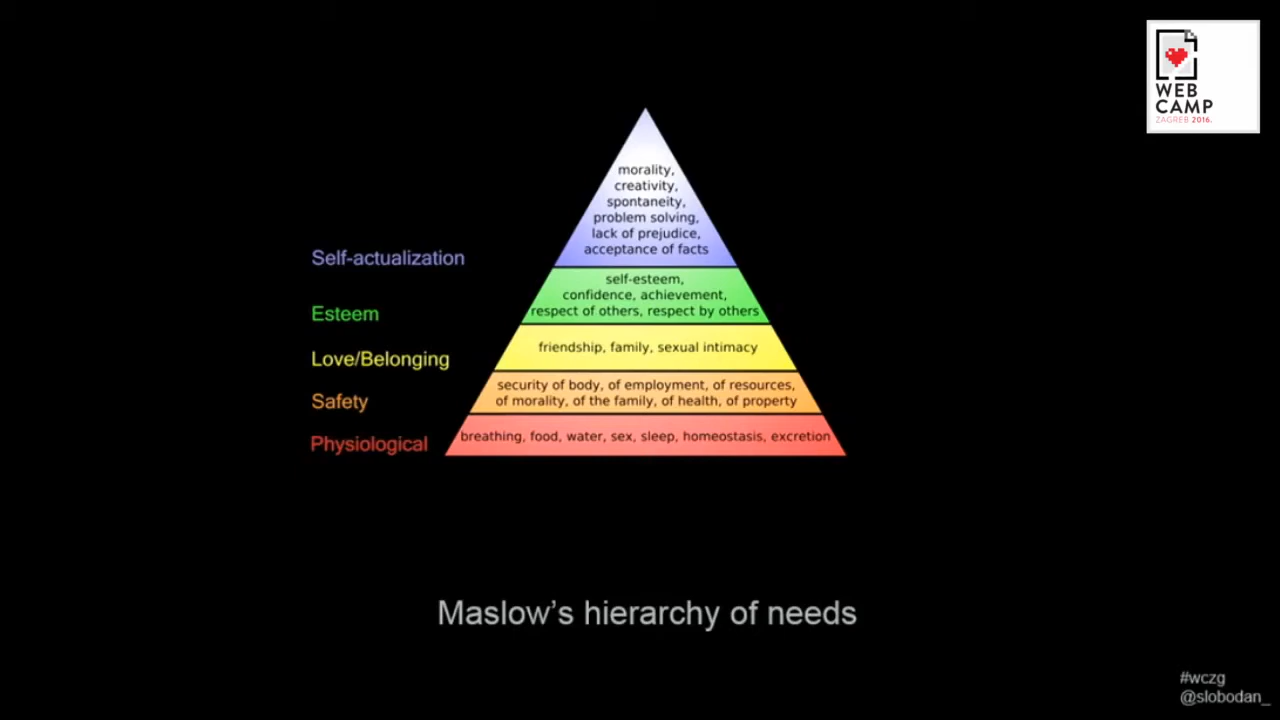 WEB
CAMP
ZAGREB 2016.
morality,
creativity,
spontaneity,
problem solving,
lack of prejudice,
acceptance of facts
Self-actualization
self-esteem,
confidence, achievement,
respect of others, respect by others
Esteem
friendship, family, sexual intimacy
Love/Belonging
security of body, of employment, of resources,
of morality, of the family, of health, of property
Safety
breathing, food, water, sex, sleep, homeostasis, excretion
Physiological
Maslow’s hierarchy of needs
#wczg
@slobodan_